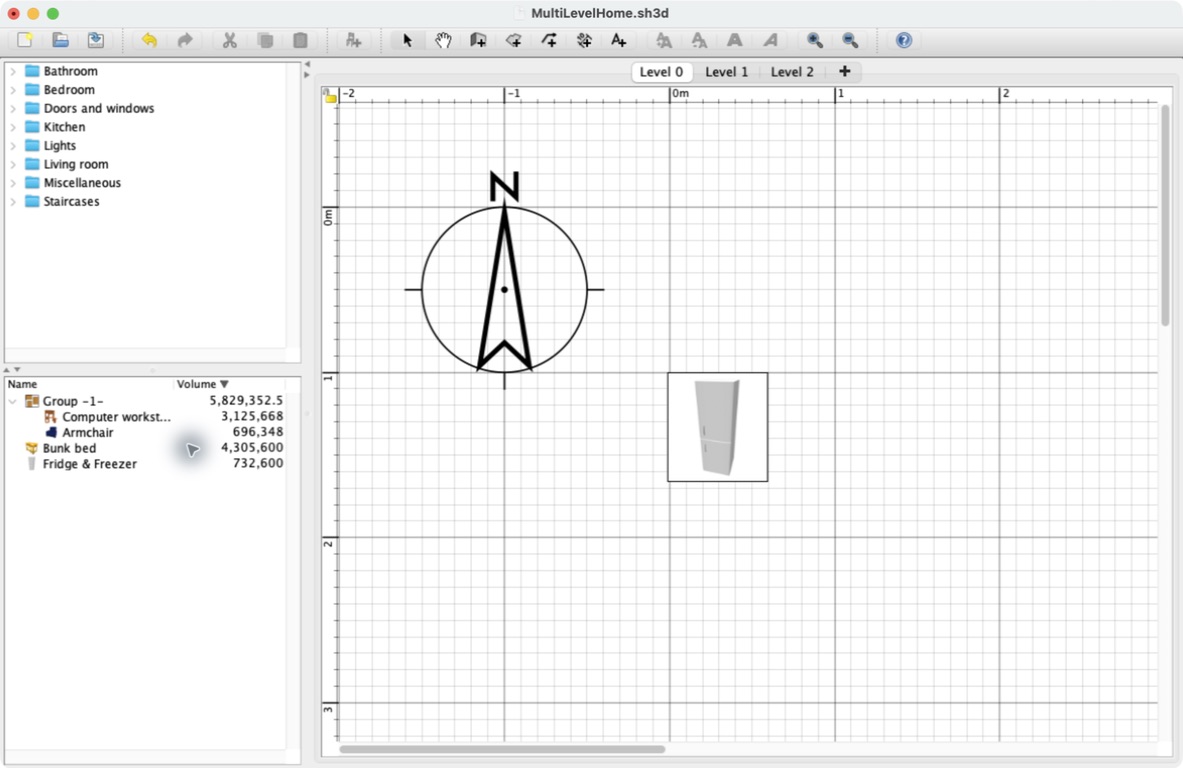 MultiLevelHome.sh3d
Level 0 Level 1 Level 2 +
Bathroom
Bedroom
Doors and windows
Kitchen
Lights
Living room
Miscellaneous
Staircases
Name Volume ▼
Group -1- 5,829,352.5
Computer workst... 3,125,668
Armchair 696,348
Bunk bed 4,305,600
Fridge & Freezer 732,600
-2 -1 0m 1 2
0m
1
2
3
N